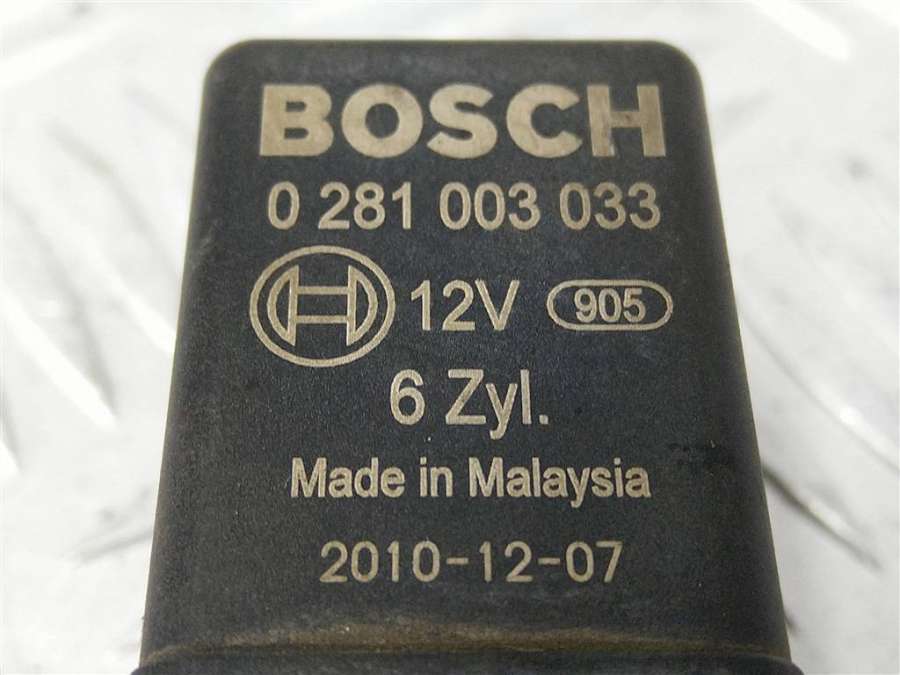 BOSCH
0 281 003 033
12V 905
6 Zyl.
Made in Malaysia
2010-12-07